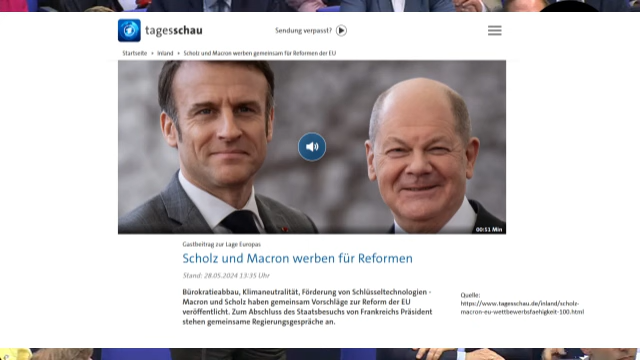 tagesschau
Sendung verpasst?
Startseite ▸ Inland ▸ Scholz und Macron werben gemeinsam für Reformen der EU
00:51 Min
Gastbeitrag zur Lage Europas
Scholz und Macron werben für Reformen
Stand: 28.05.2024 13:35 Uhr
Bürokratieabbau, Klimaneutralität, Förderung von Schlüsseltechnologien -
Macron und Scholz haben gemeinsam Vorschläge zur Reform der EU
veröffentlicht. Zum Abschluss des Staatsbesuchs von Frankreichs Präsident
stehen gemeinsame Regierungsgespräche an.
Quelle:
https://www.tagesschau.de/inland/scholz-
macron-eu-wettbewerbsfaehigkeit-100.html